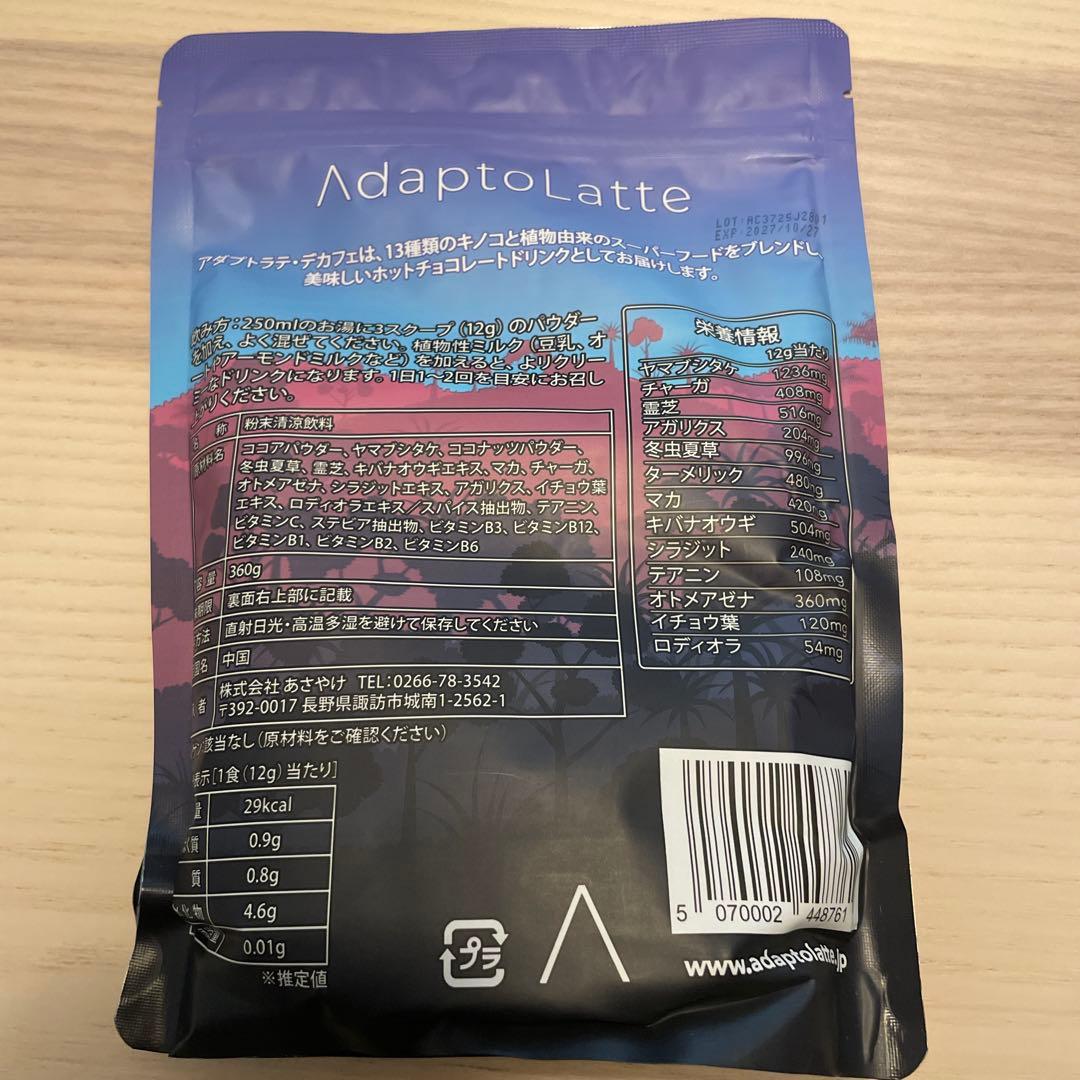 AdaptoLatte
LOT:AC3725J2801
EXP 2027/10/27
アダプトラテ・デカフェは、13種類のキノコと植物由来のスーパーフードをブレンドし、
美味しいホットチョコレートドリンクとしてお届けします。
飲み方:250mlのお湯に3スクープ(12g)のパウダー
を加え、よく混ぜてください。植物性ミルク(豆乳、オ
ートやアーモンドミルクなど)を加えると、よりクリー
ミーなドリンクになります。1日1〜2回を目安にお召し
上がりください。
名 称 粉末清涼飲料
原材料名 ココアパウダー、ヤマブシタケ、ココナッツパウダー、
冬虫夏草、霊芝、キバナオウギエキス、マカ、チャーガ、
オトメアゼナ、シラジットエキス、アガリクス、イチョウ葉
エキス、ロディオラエキス/スパイス抽出物、テアニン、
ビタミンC、ステビア抽出物、ビタミンB3、ビタミンB12、
ビタミンB1、ビタミンB2、ビタミンB6
容量 360g
期限 裏面右上部に記載
方法 直射日光・高温多湿を避けて保存してください
国名 中国
者 株式会社 あさやけ TEL:0266-78-3542
〒392-0017 長野県諏訪市城南1-2562-1
ゲン該当なし(原材料をご確認ください)
表示[1食(12g)当たり]
量 29kcal
く質 0.9g
質 0.8g
化物 4.6g
0.01g
※推定値
栄養情報
12g当たり
ヤマブシタケ 1236mg
チャーガ 408mg
霊芝 516mg
アガリクス 204mg
冬虫夏草 996mg
ターメリック 480mg
マカ 420mg
キバナオウギ 504mg
シラジット 240mg
テアニン 108mg
オトメアゼナ 360mg
イチョウ葉 120mg
ロディオラ 54mg
プラ
5 070002 448761
www.adaptolatte.jp